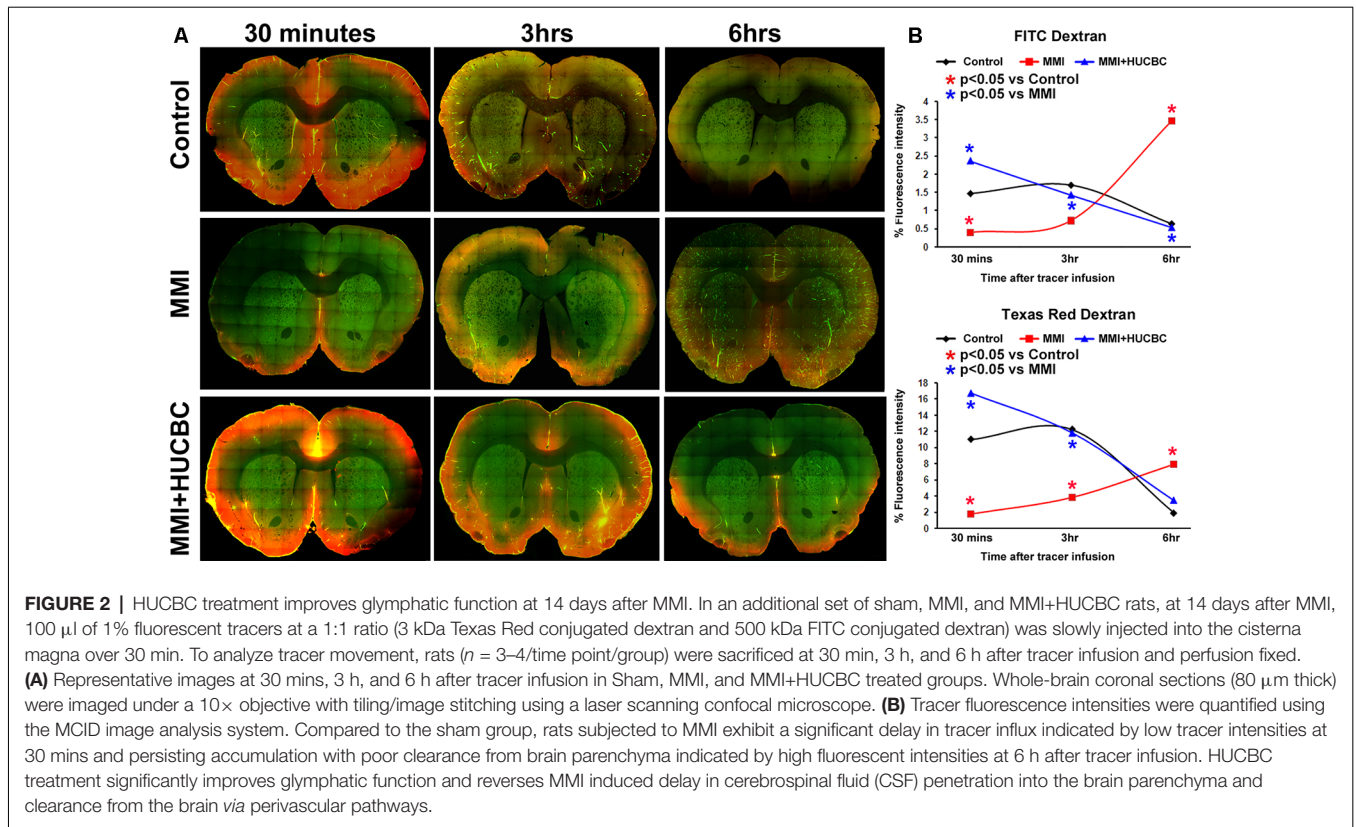 A
30 minutes
3hrs
6hrs
Control
MMI
MMI+HUCBC
B
FITC Dextran
Control MMI MMI+HUCBC
* p<0.05 vs Control
* p<0.05 vs MMI
% Fluorescence intensity
4
3.5
3
2.5
2
1.5
1
0.5
0
*
*
*
*
*
30 mins 3hr 6hr
Time after tracer infusion
Texas Red Dextran
Control MMI MMI+HUCBC
* p<0.05 vs Control
* p<0.05 vs MMI
% Fluorescence intensity
18
16
14
12
10
8
6
4
2
0
*
*
*
*
*
30 mins 3hr 6hr
Time after tracer infusion
FIGURE 2 | HUCBC treatment improves glymphatic function at 14 days after MMI. In an additional set of sham, MMI, and MMI+HUCBC rats, at 14 days after MMI,
100 μl of 1% fluorescent tracers at a 1:1 ratio (3 kDa Texas Red conjugated dextran and 500 kDa FITC conjugated dextran) was slowly injected into the cisterna
magna over 30 min. To analyze tracer movement, rats (n = 3–4/time point/group) were sacrificed at 30 min, 3 h, and 6 h after tracer infusion and perfusion fixed.
(A) Representative images at 30 mins, 3 h, and 6 h after tracer infusion in Sham, MMI, and MMI+HUCBC treated groups. Whole-brain coronal sections (80 μm thick)
were imaged under a 10× objective with tiling/image stitching using a laser scanning confocal microscope. (B) Tracer fluorescence intensities were quantified using
the MCID image analysis system. Compared to the sham group, rats subjected to MMI exhibit a significant delay in tracer influx indicated by low tracer intensities at
30 mins and persisting accumulation with poor clearance from brain parenchyma indicated by high fluorescent intensities at 6 h after tracer infusion. HUCBC
treatment significantly improves glymphatic function and reverses MMI induced delay in cerebrospinal fluid (CSF) penetration into the brain parenchyma and
clearance from the brain via perivascular pathways.